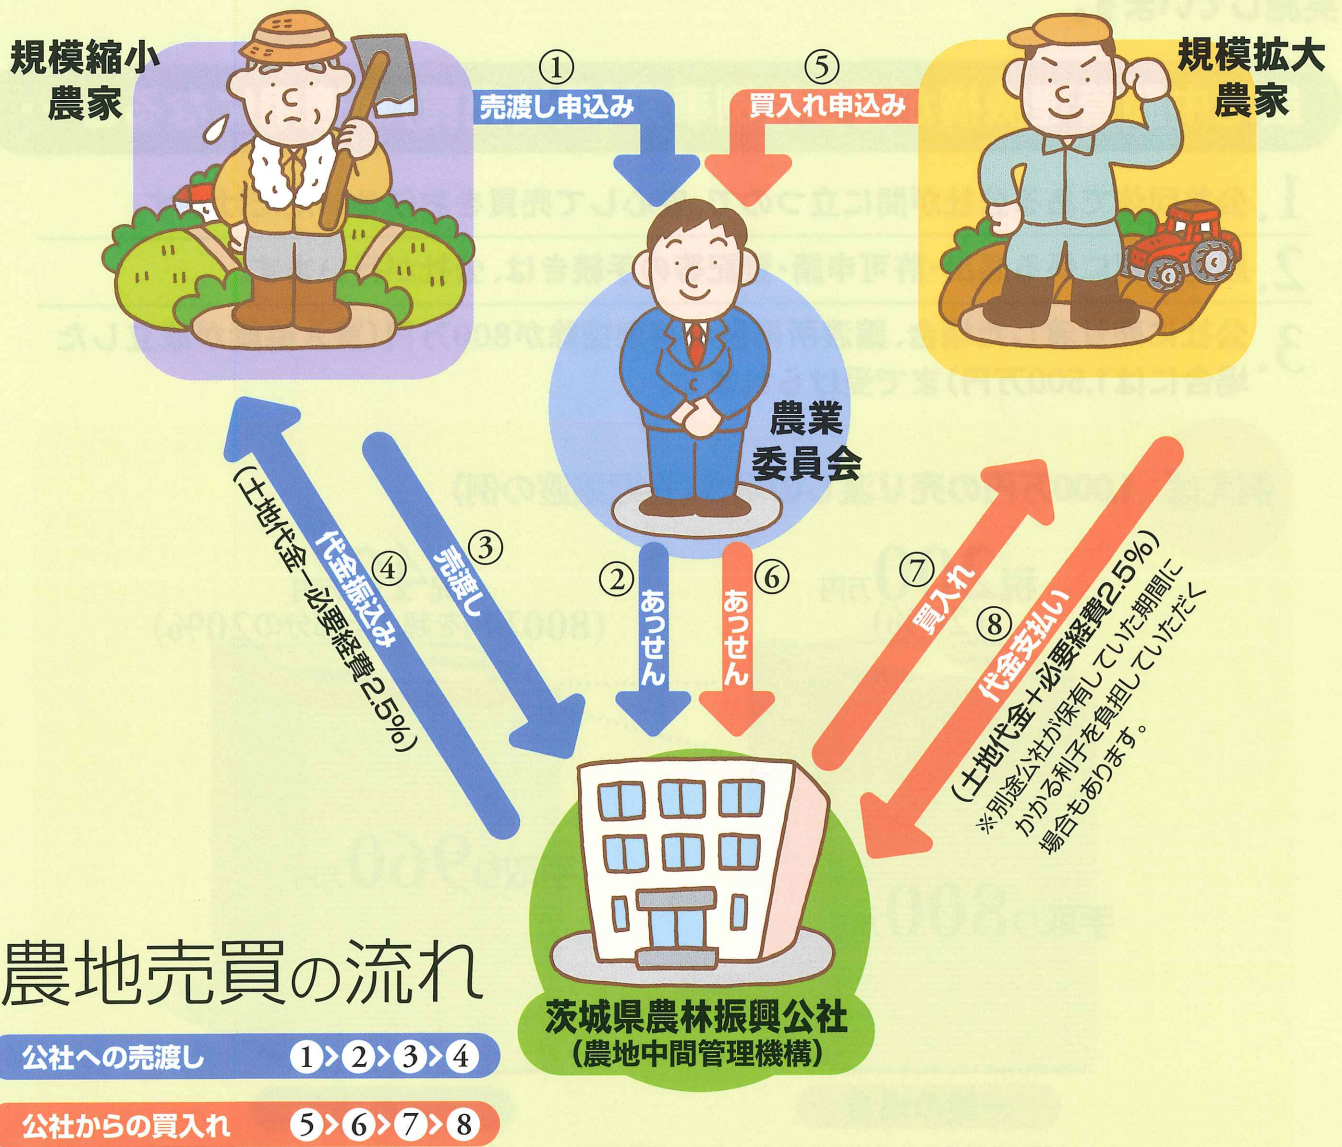 規模縮小
農家
①
売渡し申込み
⑤
買入れ申込み
規模拡大
農家
農業
委員会
②
あっせん
⑥
あっせん
③
売渡し
④
代金振込み
(土地代金－必要経費2.5%)
⑦
買入れ
⑧
代金支払い
(土地代金＋必要経費2.5%)
※別途公社が保有していた期間に
かかる利子を負担していただく
場合もあります。
茨城県農林振興公社
(農地中間管理機構)
農地売買の流れ
公社への売渡し ①>②>③>④
公社からの買入れ ⑤>⑥>⑦>⑧